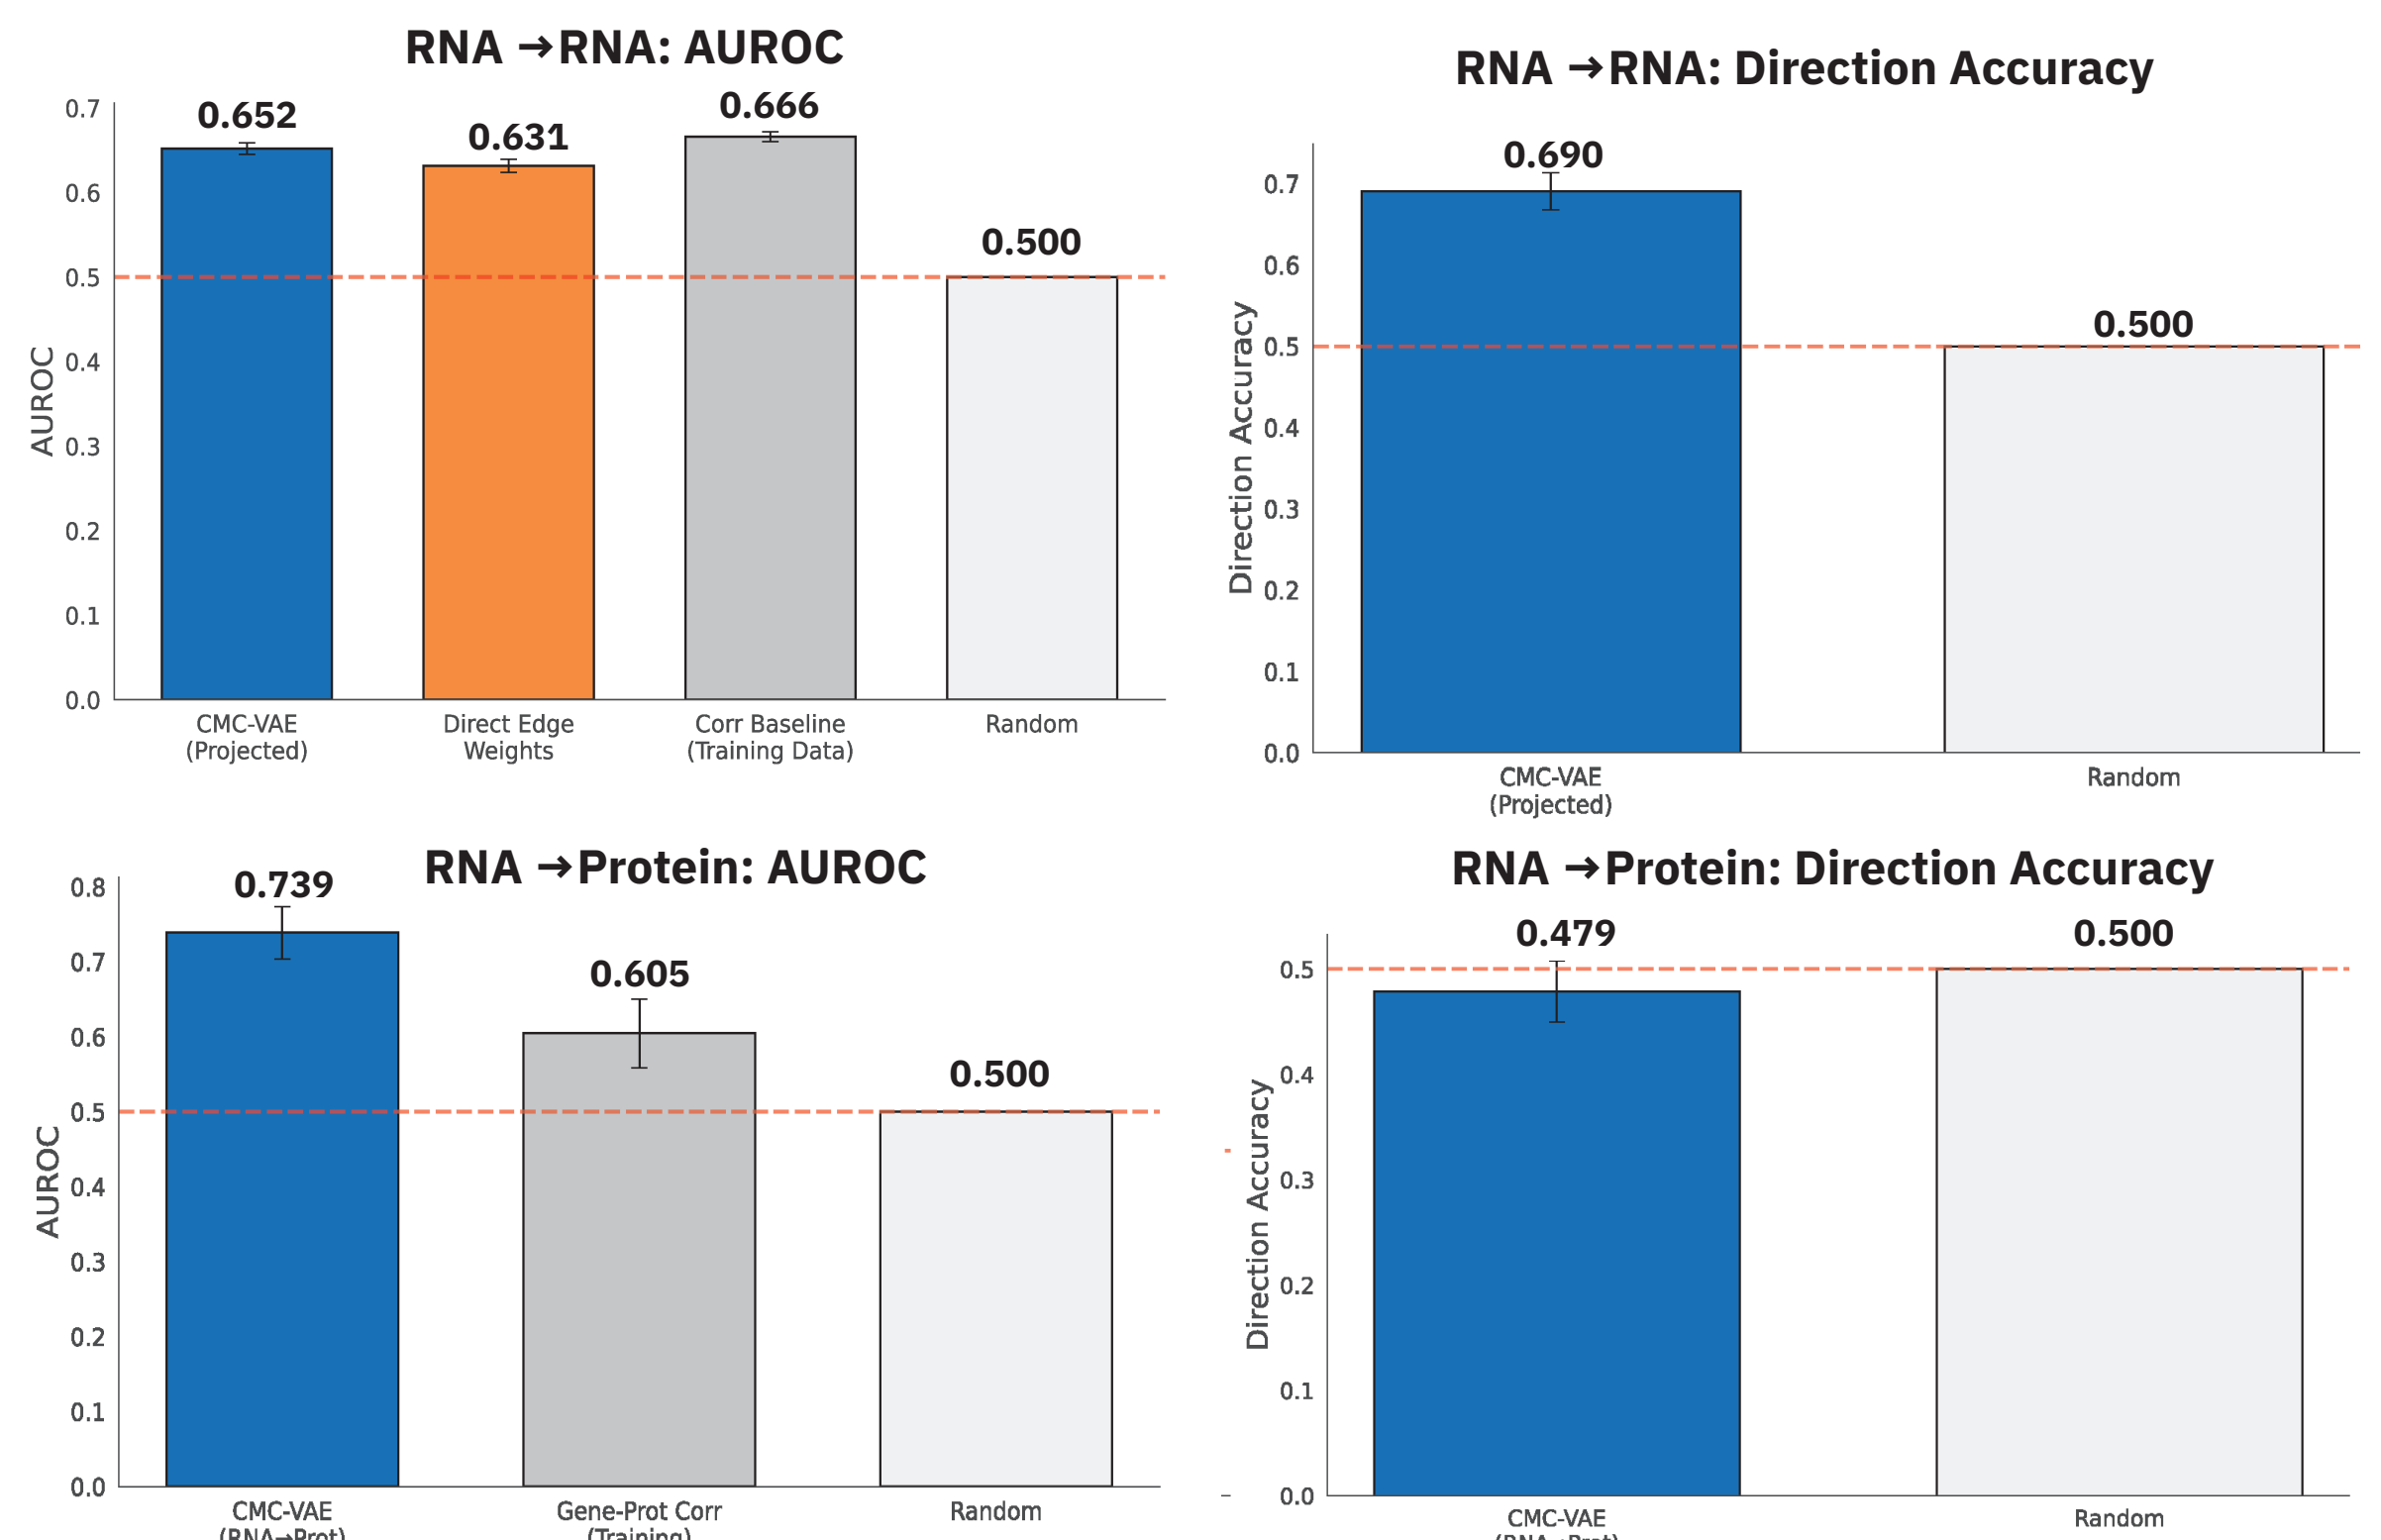 RNA →RNA: AUROC
0.7
0.6
0.5
0.4
0.3
0.2
0.1
0.0
AUROC
0.652
0.631
0.666
0.500
CMC-VAE
(Projected)
Direct Edge
Weights
Corr Baseline
(Training Data)
Random
RNA →RNA: Direction Accuracy
0.7
0.6
0.5
0.4
0.3
0.2
0.1
0.0
Direction Accuracy
0.690
0.500
CMC-VAE
(Projected)
Random
RNA →Protein: AUROC
0.8
0.7
0.6
0.5
0.4
0.3
0.2
0.1
0.0
AUROC
0.739
0.605
0.500
CMC-VAE
(RNA→Prot)
Gene-Prot Corr
(Training)
Random
RNA →Protein: Direction Accuracy
0.5
0.4
0.3
0.2
0.1
0.0
Direction Accuracy
0.479
0.500
CMC-VAE
Random